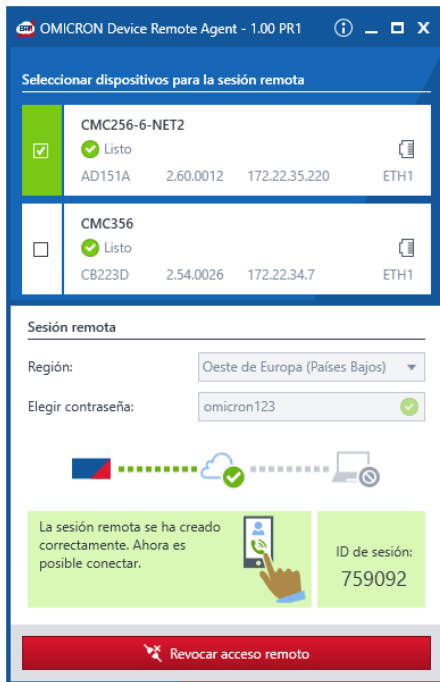 OMICRON Device Remote Agent - 1.00 PR1
Seleccionar dispositivos para la sesión remota
CMC256-6-NET2
Listo
AD151A 2.60.0012 172.22.35.220 ETH1
CMC356
Listo
CB223D 2.54.0026 172.22.34.7 ETH1
Sesión remota
Región: Oeste de Europa (Países Bajos)
Elegir contraseña: omicron123
La sesión remota se ha creado
correctamente. Ahora es
posible conectar.
ID de sesión:
759092
Revocar acceso remoto